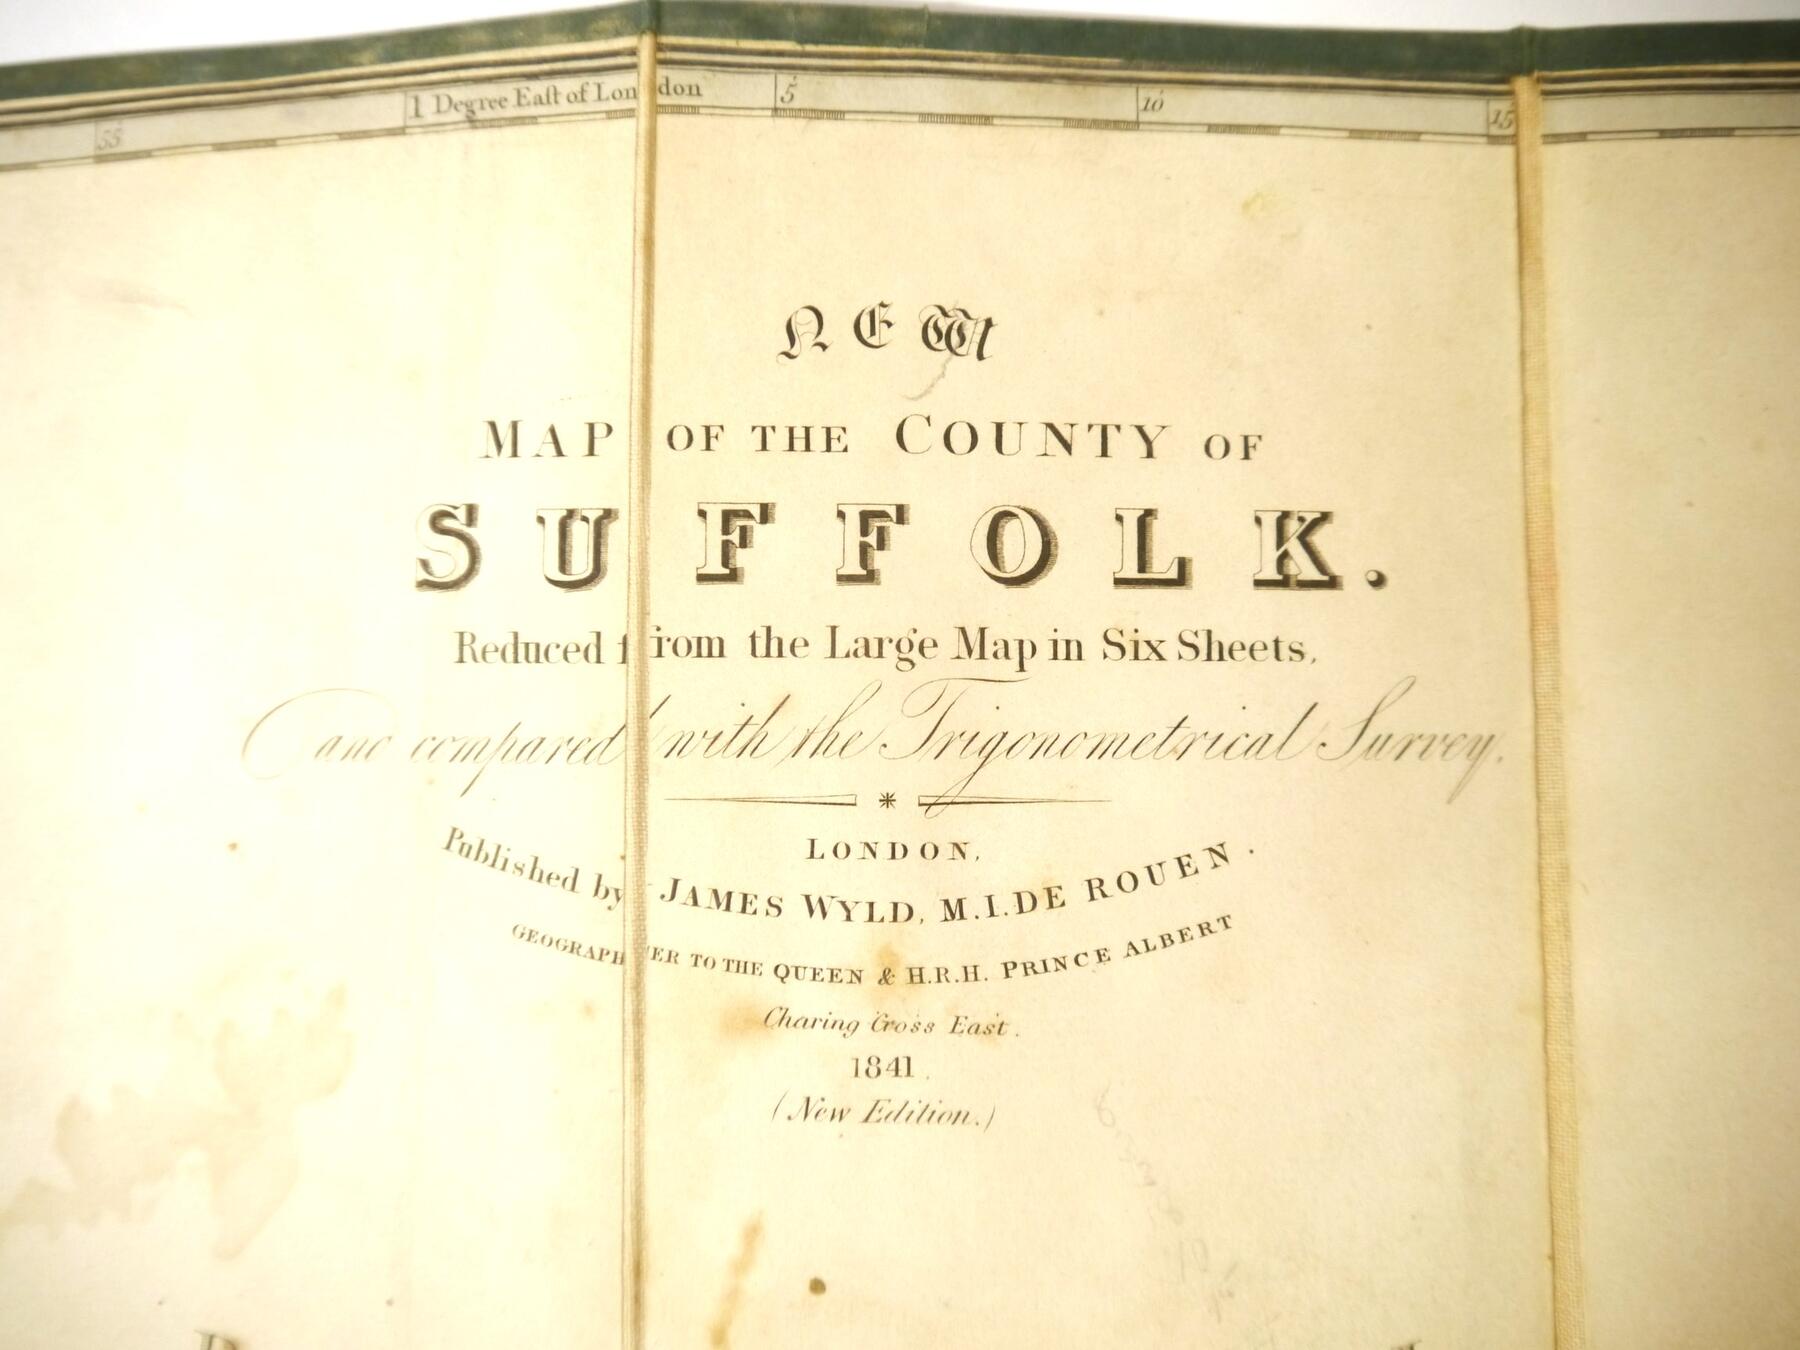 55 1 Degree East of London 5 10 15
NEW
MAP OF THE COUNTY OF
SUFFOLK.
Reduced from the Large Map in Six Sheets,
and compared with the Trigonometrical Survey.
LONDON,
Published by JAMES WYLD, M.I.DE ROUEN.
GEOGRAPHER TO THE QUEEN & H.R.H. PRINCE ALBERT
Charing Cross East.
1841.
(New Edition.)